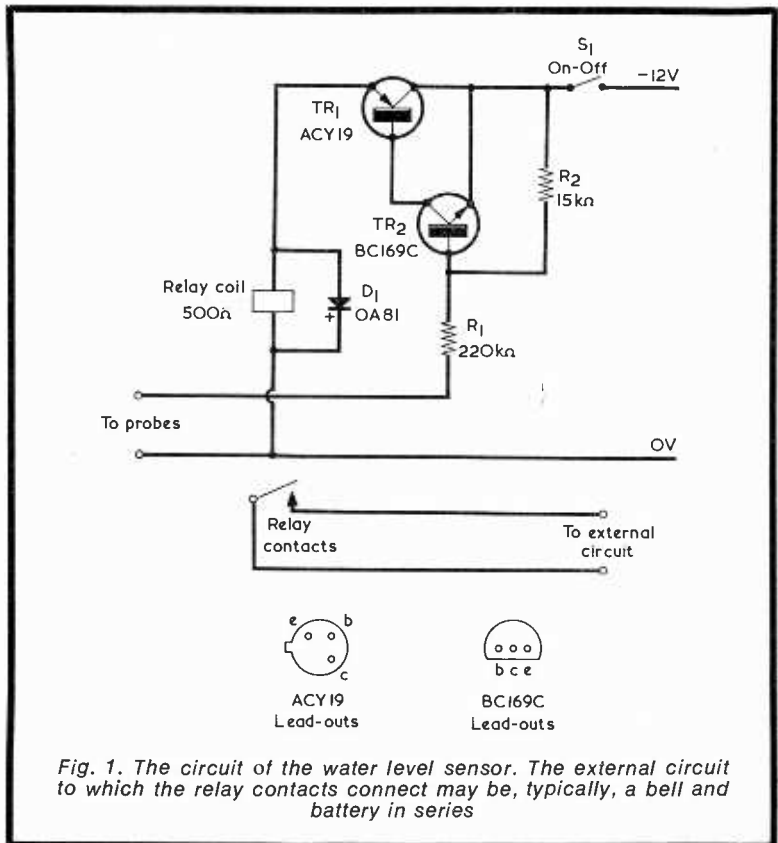 S1
On-Off
-12V
TR1
ACY19
R2
15kΩ
TR2
BC169C
Relay coil
500Ω
D1
OA81
+
R1
220kΩ
To probes
0V
Relay
contacts
To external
circuit
e
b
c
b c e
ACY19
Lead-outs
BC169C
Lead-outs
Fig. 1. The circuit of the water level sensor. The external circuit
to which the relay contacts connect may be, typically, a bell and
battery in series